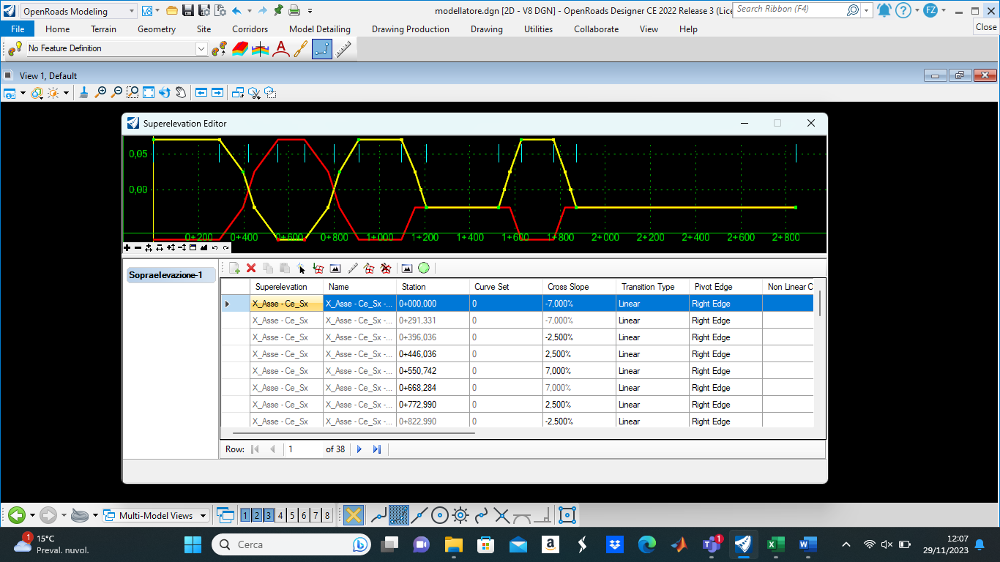 OpenRoads Modeling
V8
modellatore.dgn [2D - V8 DGN] - OpenRoads Designer CE 2022 Release 3 (Lice
Search Ribbon (F4)
FZ
File Home Terrain Geometry Site Corridors Model Detailing Drawing Production Drawing Utilities Collaborate View Help
Close
No Feature Definition
View 1, Default
Superelevation Editor
0,05
0,00
0+200 0+400 0+600 0+800 1+000 1+200 1+400 1+600 1+800 2+000 2+200 2+400 2+600 2+800
Sopraelevazione-1
Superelevation Name Station Curve Set Cross Slope Transition Type Pivot Edge Non Linear C
X_Asse - Ce_Sx X_Asse - Ce_Sx -... 0+000,000 0 -7,000% Linear Right Edge
X_Asse - Ce_Sx X_Asse - Ce_Sx -... 0+291,331 0 -7,000% Linear Right Edge
X_Asse - Ce_Sx X_Asse - Ce_Sx -... 0+396,036 0 -2,500% Linear Right Edge
X_Asse - Ce_Sx X_Asse - Ce_Sx -... 0+446,036 0 2,500% Linear Right Edge
X_Asse - Ce_Sx X_Asse - Ce_Sx -... 0+550,742 0 7,000% Linear Right Edge
X_Asse - Ce_Sx X_Asse - Ce_Sx -... 0+668,284 0 7,000% Linear Right Edge
X_Asse - Ce_Sx X_Asse - Ce_Sx -... 0+772,990 0 2,500% Linear Right Edge
X_Asse - Ce_Sx X_Asse - Ce_Sx -... 0+822,990 0 -2,500% Linear Right Edge
Row: 1 of 38
Multi-Model Views 1 2 3 4 5 6 7 8
1
15°C
Preval. nuvol.
Cerca
a
1
12:07
29/11/2023